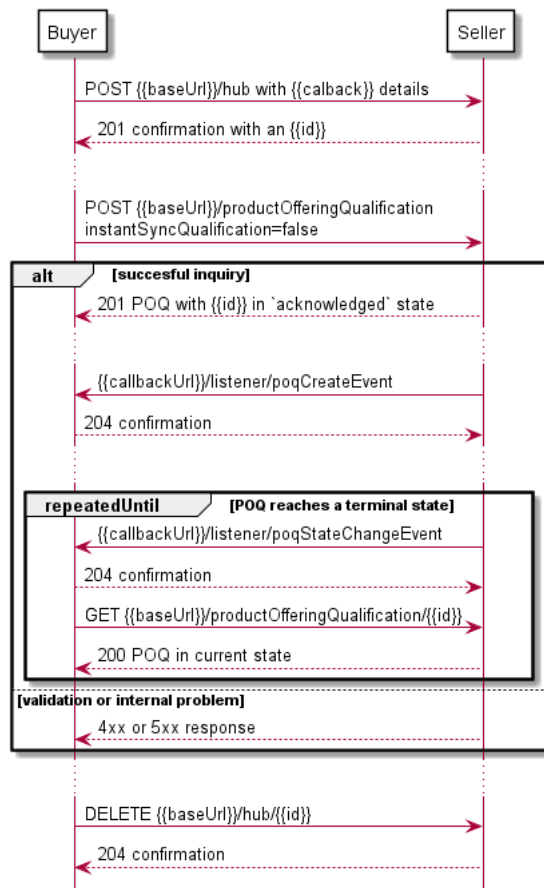 Buyer
Seller
POST {{baseUrl}}/hub with {{calback}} details
201 confirmation with an {{id}}
POST {{baseUrl}}/productOfferingQualification
instantSyncQualification=false
alt
[succesful inquiry]
201 POQ with {{id}} in `acknowledged` state
{{callbackUrl}}/listener/poqCreateEvent
204 confirmation
repeatedUntil
[POQ reaches a terminal state]
{{callbackUrl}}/listener/poqStateChangeEvent
204 confirmation
GET {{baseUrl}}/productOfferingQualification/{{id}}
200 POQ in current state
[validation or internal problem]
4xx or 5xx response
DELETE {{baseUrl}}/hub/{{id}}
204 confirmation